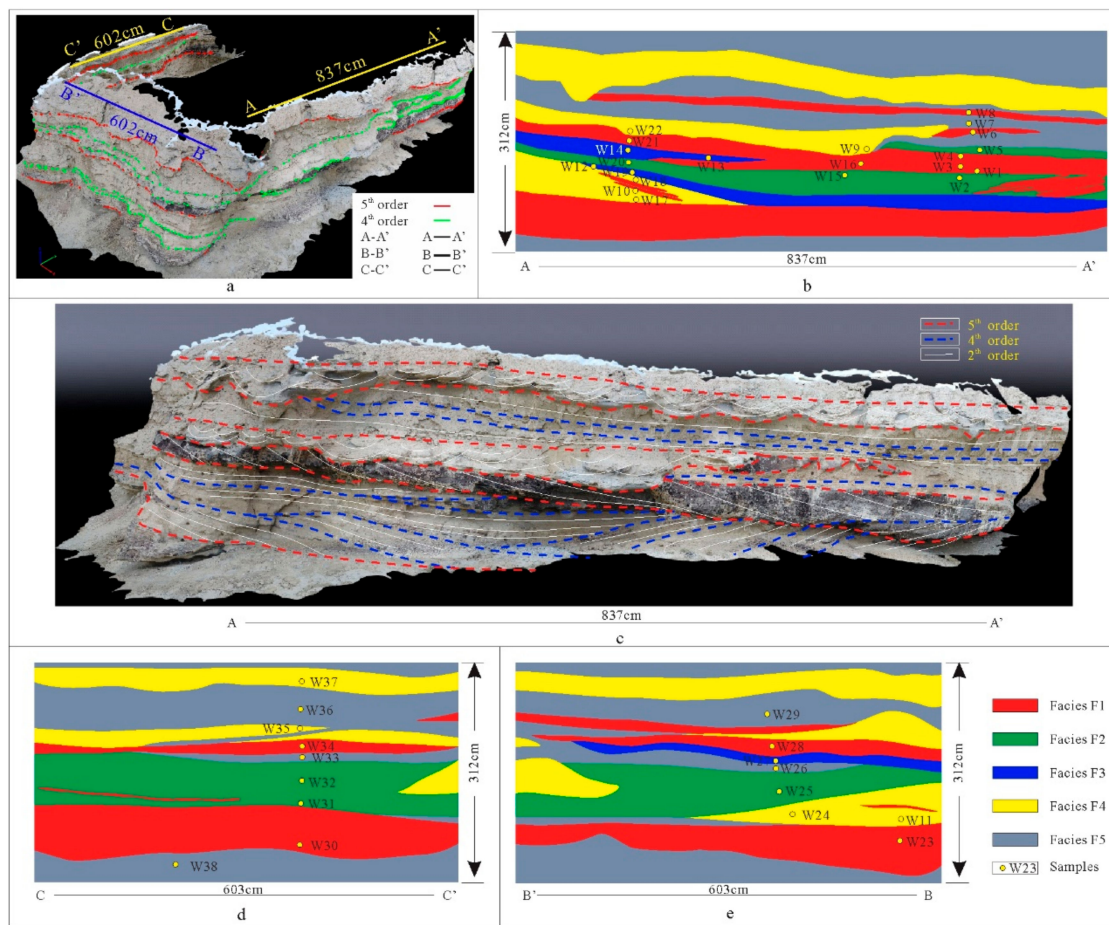 C’ 602cm C
A’
837cm
A
B’
602cm
B
5th order
4th order
A-A’ A A’
B-B’ B B’
C-C’ C C’
a
312cm
W8
W7
W6
W22
W21
W14
W9
W5
W12
W20
W13
W16
W4
W3
W1
W15
W2
W18
W10
W17
A 837cm A’
b
5th order
4th order
2th order
837cm
A A’
c
W37
W36
W35
W34
W33
W32
W31
W30
W38
312cm
603cm
C C’
d
W29
W28
W26
W25
W24
W11
W23
312cm
603cm
B’ B
e
Facies F1
Facies F2
Facies F3
Facies F4
Facies F5
W23 Samples